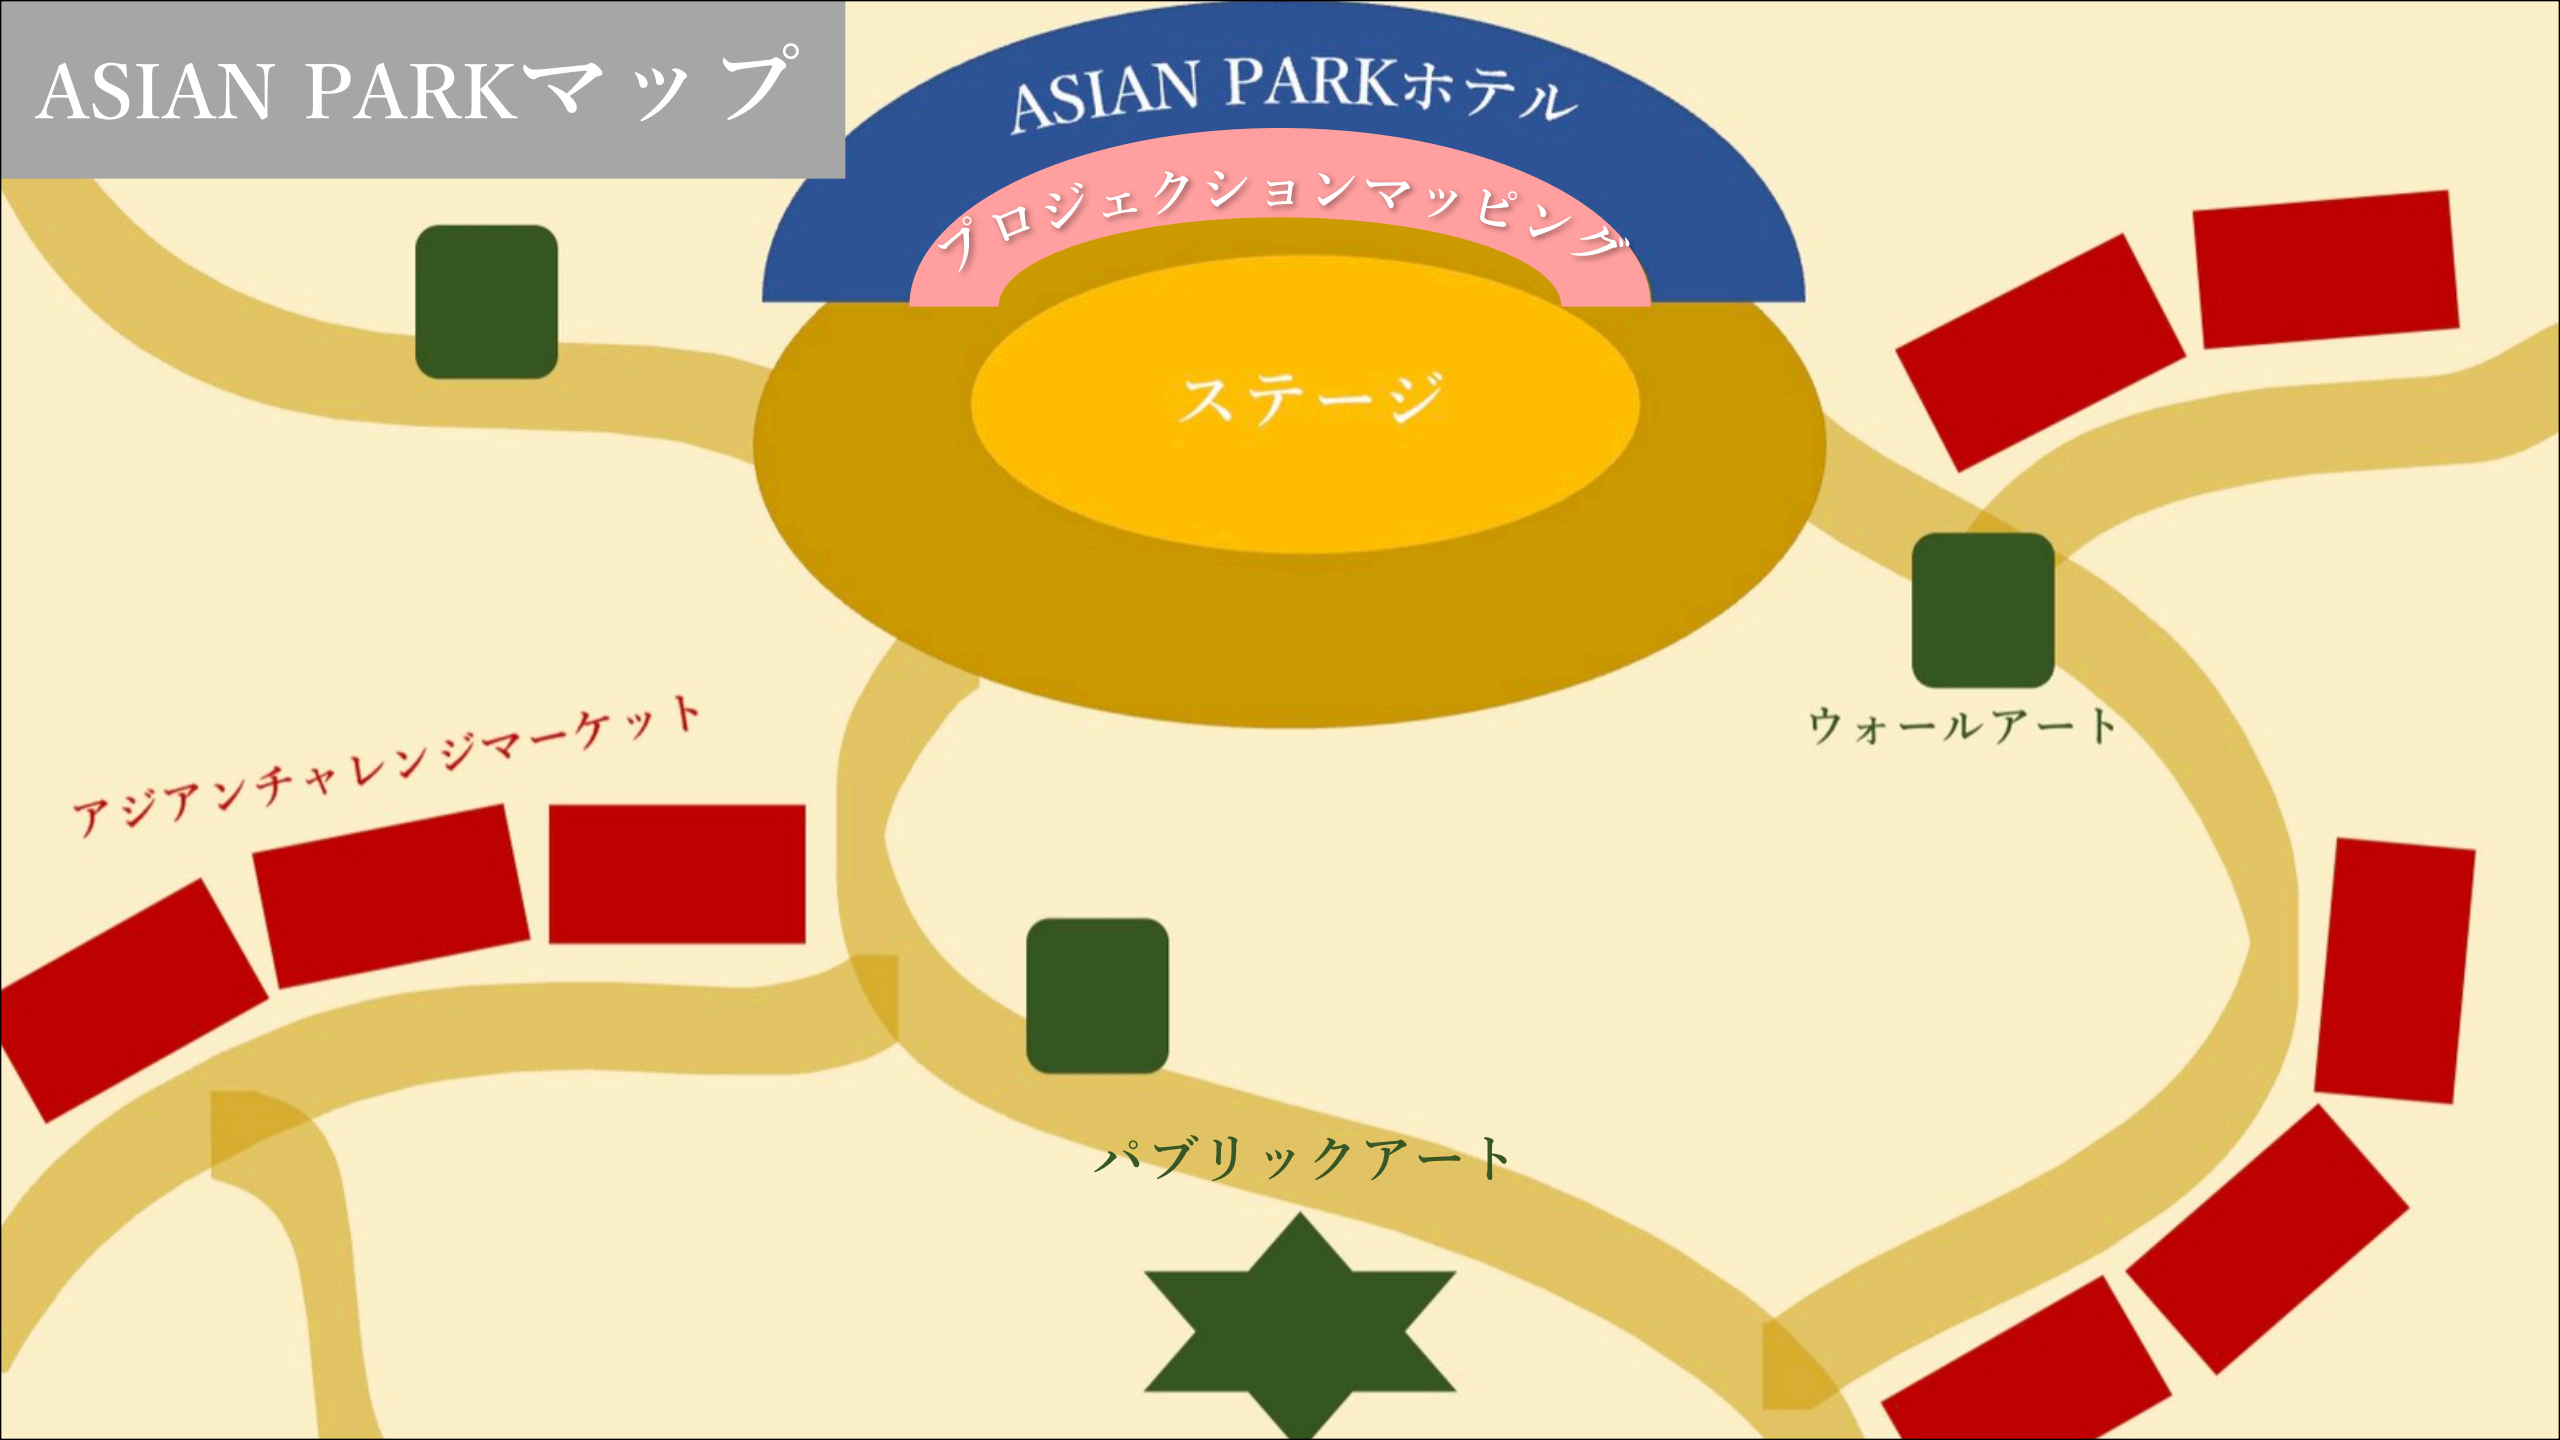 ASIAN PARKマップ
ASIAN PARKホテル
プロジェクションマッピング
ステージ
ウォールアート
アジアンチャレンジマーケット
パブリックアート